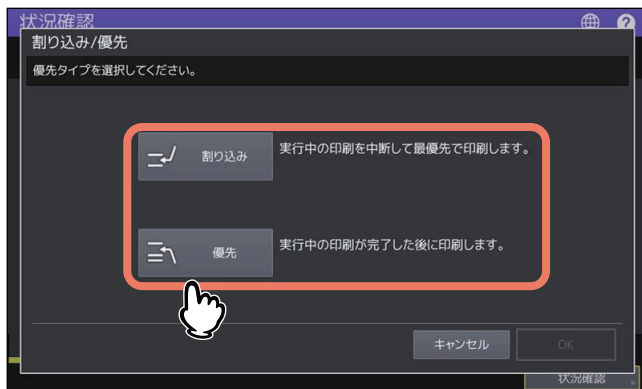 状況確認
割り込み/優先
優先タイプを選択してください。
割り込み
実行中の印刷を中断して最優先で印刷します。
優先
実行中の印刷が完了した後に印刷します。
キャンセル
OK
状況確認